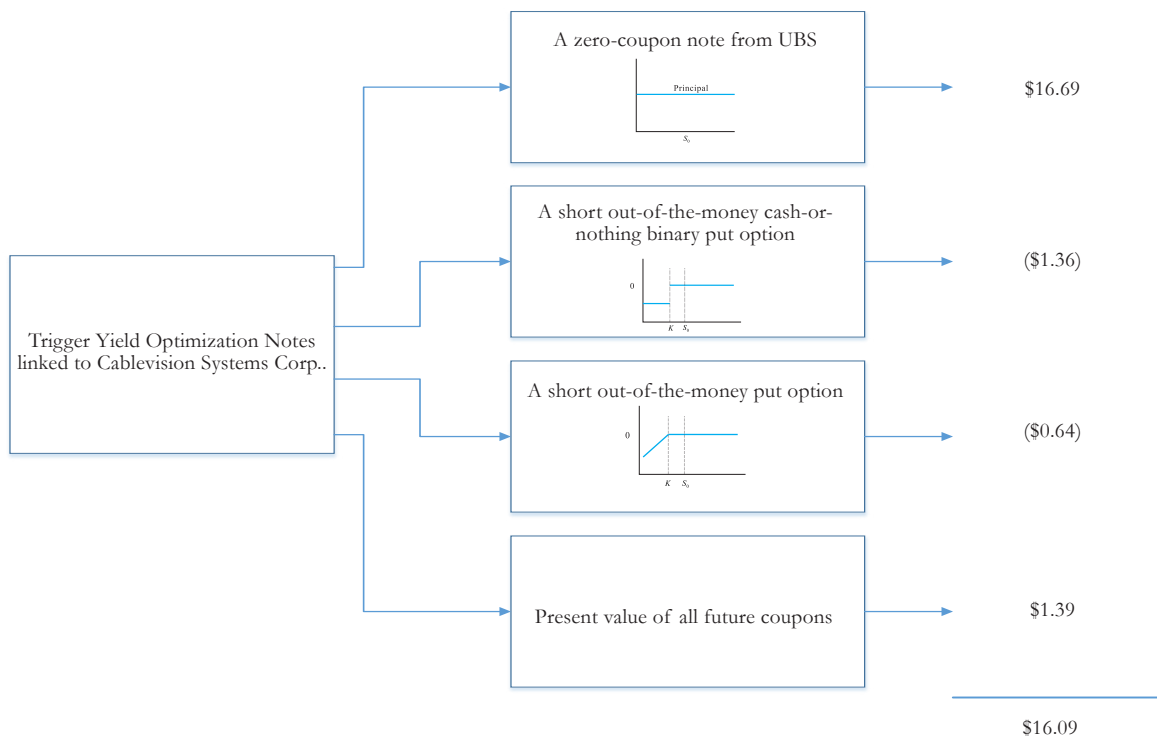 A zero-coupon note from UBS
Principal
S0
$16.69
A short out-of-the-money cash-or-
nothing binary put option
0
K
S0
($1.36)
Trigger Yield Optimization Notes
linked to Cablevision Systems Corp..
A short out-of-the-money put option
0
K
S0
($0.64)
Present value of all future coupons
$1.39
$16.09